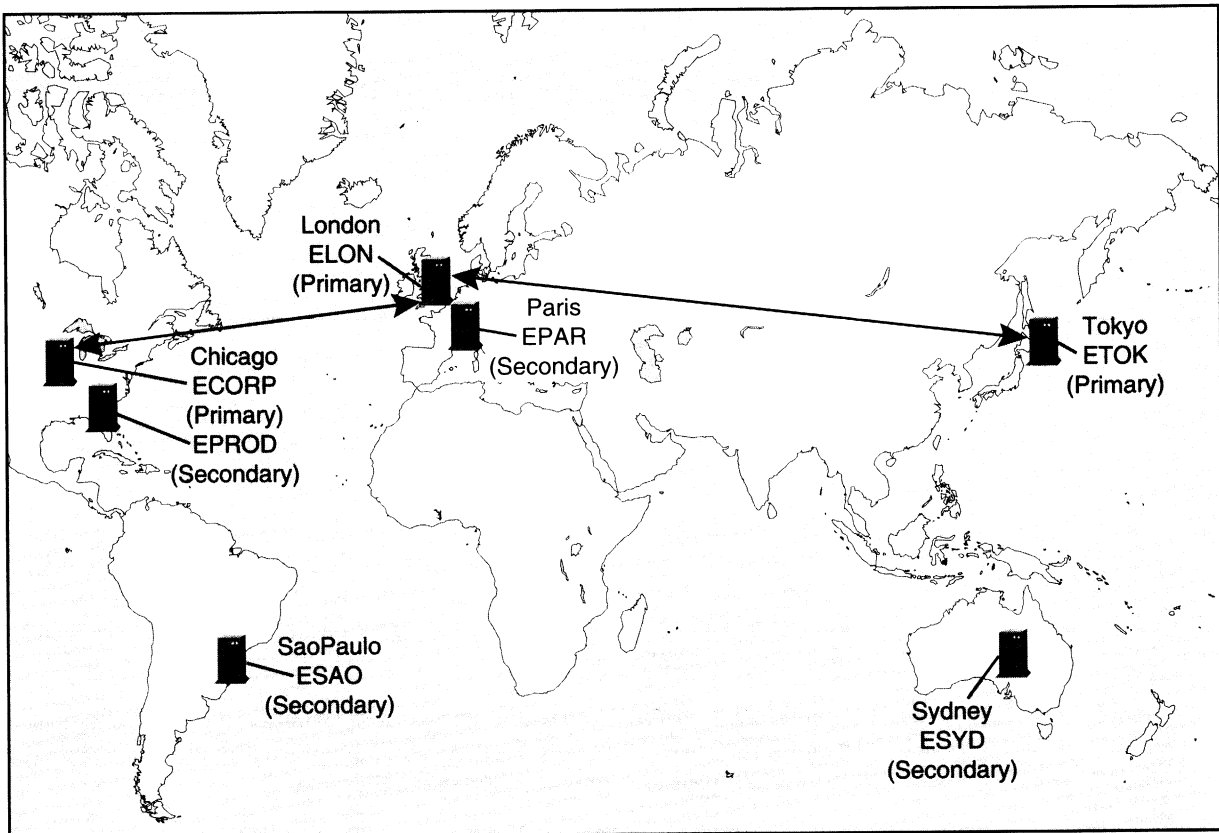 London
ELON
(Primary)
Paris
EPAR
(Secondary)
Tokyo
ETOK
(Primary)
Chicago
ECORP
(Primary)
EPROD
(Secondary)
SaoPaulo
ESAO
(Secondary)
Sydney
ESYD
(Secondary)